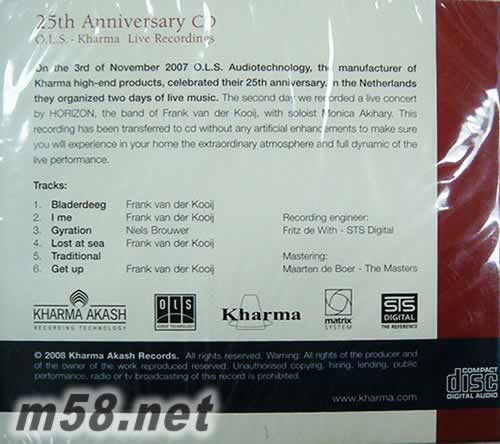 25th Anniversary CD
O.L.S. - Kharma Live Recordings
On the 3rd of November 2007 O.L.S. Audiotechnology, the manufacturer of
Kharma high-end products, celebrated their 25th anniversary. In the Netherlands
they organized two days of live music. The second day we recorded a live concert
by HORIZON, the band of Frank van der Kooij, with soloist Monica Akihary. This
recording has been transferred to cd without any artificial enhancements to make sure
you will experience in your home the extraordinary atmosphere and full dynamic of the
live performance.
Tracks:
1. Bladerdeeg Frank van der Kooij
2. I me Frank van der Kooij Recording engineer:
3. Gyration Niels Brouwer Fritz de With - STS Digital
4. Lost at sea Frank van der Kooij
5. Traditional Mastering:
6. Get up Frank van der Kooij Maarten de Boer - The Masters
KHARMA AKASH
RECORDING TECHNOLOGY
OLS
AUDIO TECHNOLOGY
Kharma
matrix
SYSTEM
STS
DIGITAL
THE REFERENCE
© 2008 Kharma Akash Records. All rights reserved. Warning: All rights of the producer and
of the owner of the work reproduced reserved. Unauthorised copying, hiring, lending, public
performance, radio or tv broadcasting of this record is prohibited.
COMPACT
disc
DIGITAL AUDIO
www.kharma.com
m58.net